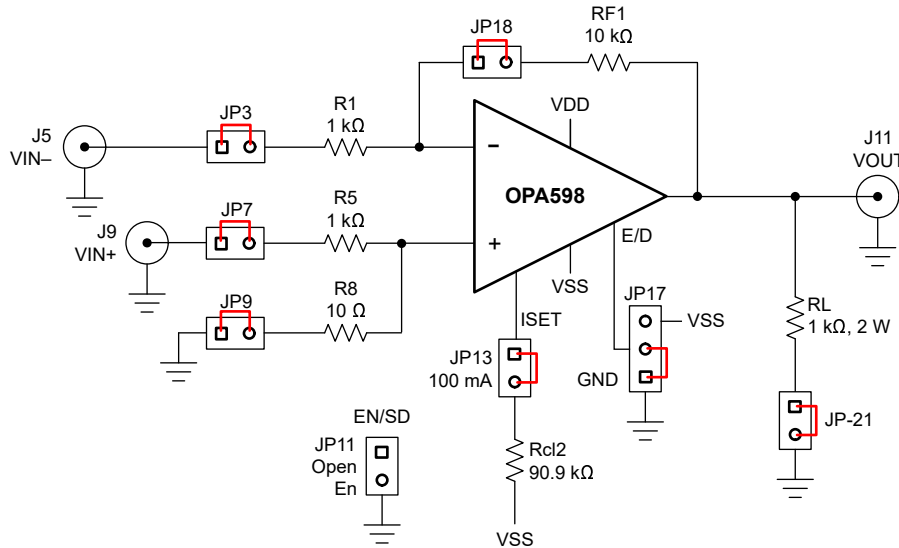 RF1
10 kΩ
JP18
J5
VIN–
JP3
R1
1 kΩ
VDD
–
OPA598
J11
VOUT
J9
VIN+
JP7
R5
1 kΩ
+
E/D
VSS
JP9
R8
10 Ω
ISET
JP17
VSS
GND
RL
1 kΩ, 2 W
JP13
100 mA
JP-21
EN/SD
JP11
Open
En
Rcl2
90.9 kΩ
VSS